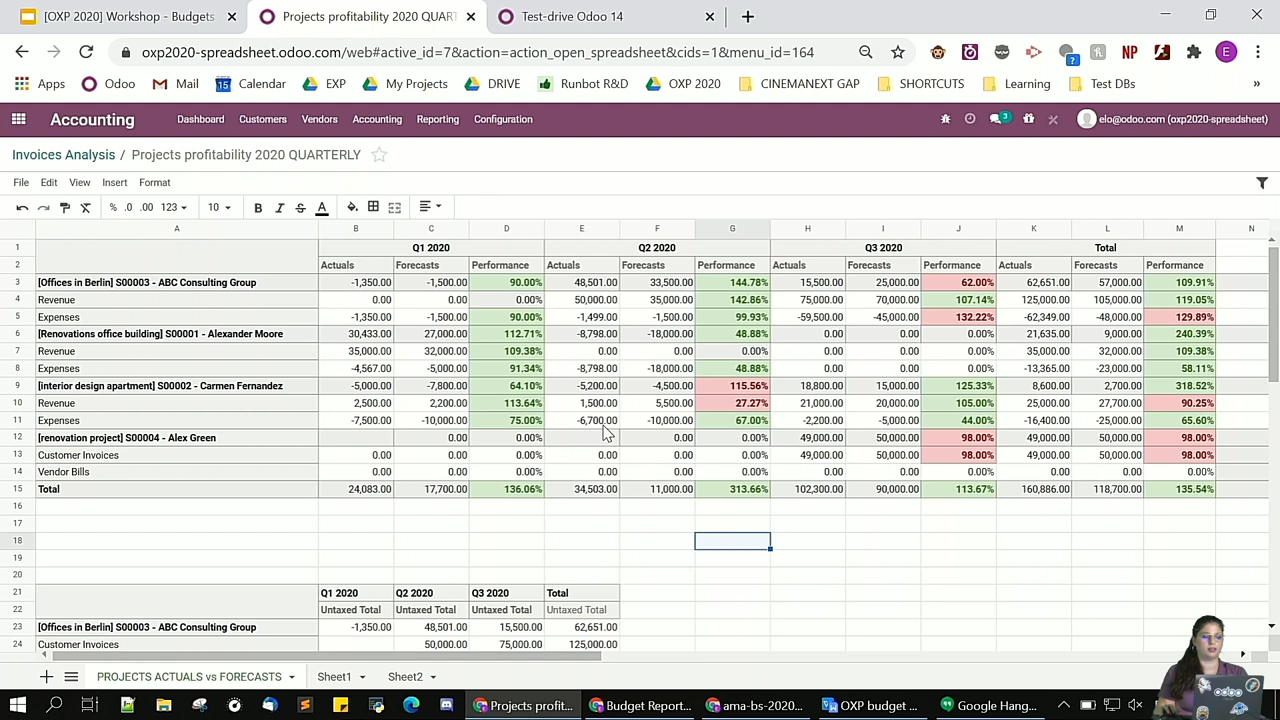 [OXP 2020] Workshop - Budgets
Projects profitability 2020 QUART
Test-drive Odoo 14
oxp2020-spreadsheet.odoo.com/web#active_id=7&action=action_open_spreadsheet&cids=1&menu_id=164
Apps Odoo Mail Calendar EXP My Projects DRIVE Runbot R&D OXP 2020 CINEMANEXT GAP SHORTCUTS Learning Test DBs »
Accounting Dashboard Customers Vendors Accounting Reporting Configuration 3 elo@odoo.com (oxp2020-spreadsheet)
Invoices Analysis / Projects profitability 2020 QUARTERLY
File Edit View Insert Format
% .0 .00 123 10 B I S A
A B C D E F G H I J K L M N
1 Q1 2020 Q2 2020 Q3 2020 Total
2 Actuals Forecasts Performance Actuals Forecasts Performance Actuals Forecasts Performance Actuals Forecasts Performance
3 [Offices in Berlin] S00003 - ABC Consulting Group -1,350.00 -1,500.00 90.00% 48,501.00 33,500.00 144.78% 15,500.00 25,000.00 62.00% 62,651.00 57,000.00 109.91%
4 Revenue 0.00 0.00 0.00% 50,000.00 35,000.00 142.86% 75,000.00 70,000.00 107.14% 125,000.00 105,000.00 119.05%
5 Expenses -1,350.00 -1,500.00 90.00% -1,499.00 -1,500.00 99.93% -59,500.00 -45,000.00 132.22% -62,349.00 -48,000.00 129.89%
6 [Renovations office building] S00001 - Alexander Moore 30,433.00 27,000.00 112.71% -8,798.00 -18,000.00 48.88% 0.00 0.00 0.00% 21,635.00 9,000.00 240.39%
7 Revenue 35,000.00 32,000.00 109.38% 0.00 0.00 0.00% 0.00 0.00 0.00% 35,000.00 32,000.00 109.38%
8 Expenses -4,567.00 -5,000.00 91.34% -8,798.00 -18,000.00 48.88% 0.00 0.00 0.00% -13,365.00 -23,000.00 58.11%
9 [interior design apartment] S00002 - Carmen Fernandez -5,000.00 -7,800.00 64.10% -5,200.00 -4,500.00 115.56% 18,800.00 15,000.00 125.33% 8,600.00 2,700.00 318.52%
10 Revenue 2,500.00 2,200.00 113.64% 1,500.00 5,500.00 27.27% 21,000.00 20,000.00 105.00% 25,000.00 27,700.00 90.25%
11 Expenses -7,500.00 -10,000.00 75.00% -6,700.00 -10,000.00 67.00% -2,200.00 -5,000.00 44.00% -16,400.00 -25,000.00 65.60%
12 [renovation project] S00004 - Alex Green 0.00 0.00% 0.00 0.00% 49,000.00 50,000.00 98.00% 49,000.00 50,000.00 98.00%
13 Customer Invoices 0.00 0.00 0.00% 0.00 0.00 0.00% 49,000.00 50,000.00 98.00% 49,000.00 50,000.00 98.00%
14 Vendor Bills 0.00 0.00 0.00% 0.00 0.00 0.00% 0.00 0.00 0.00% 0.00 0.00 0.00%
15 Total 24,083.00 17,700.00 136.06% 34,503.00 11,000.00 313.66% 102,300.00 90,000.00 113.67% 160,886.00 118,700.00 135.54%
16
17
18
19
20
21 Q1 2020 Q2 2020 Q3 2020 Total
22 Untaxed Total Untaxed Total Untaxed Total Untaxed Total
23 [Offices in Berlin] S00003 - ABC Consulting Group -1,350.00 48,501.00 15,500.00 62,651.00
24 Customer Invoices 50,000.00 75,000.00 125,000.00
PROJECTS ACTUALS vs FORECASTS Sheet1 Sheet2
Projects profit... Budget Report... ama-bs-2020... OXP budget ... Google Hang...
odoo